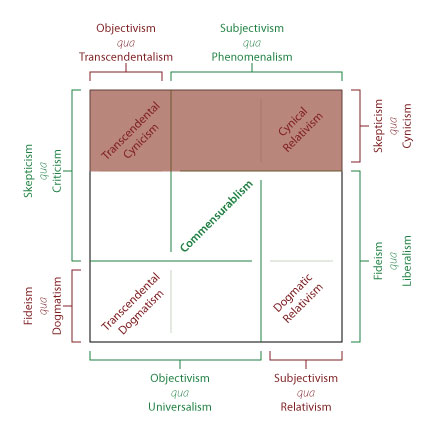 Objectivism
qua
Transcendentalism
Subjectivism
qua
Phenomenalism
Skepticism
qua
Criticism
Transcendental
Cynicism
Cynical
Relativism
Skepticism
qua
Cynicism
Commensurablism
Fideism
qua
Dogmatism
Transcendental
Dogmatism
Dogmatic
Relativism
Fideism
qua
Liberalism
Objectivism
qua
Universalism
Subjectivism
qua
Relativism